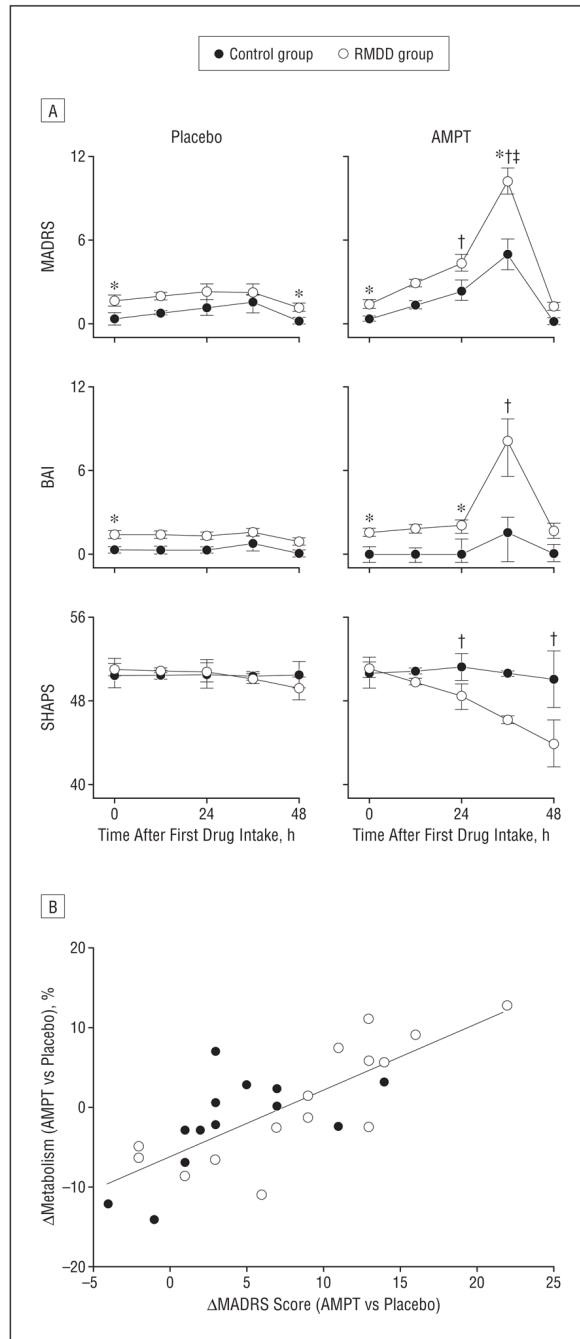 ● Control group ○ RMDD group
A
Placebo AMPT
12
6
0
MADRS
*
*
*
†
*†‡
12
6
0
BAI
*
*
*
†
56
48
40
SHAPS
†
†
0 24 48
0 24 48
Time After First Drug Intake, h
Time After First Drug Intake, h
B
20
10
0
–10
–20
ΔMetabolism (AMPT vs Placebo), %
–5 0 5 10 15 20 25
ΔMADRS Score (AMPT vs Placebo)